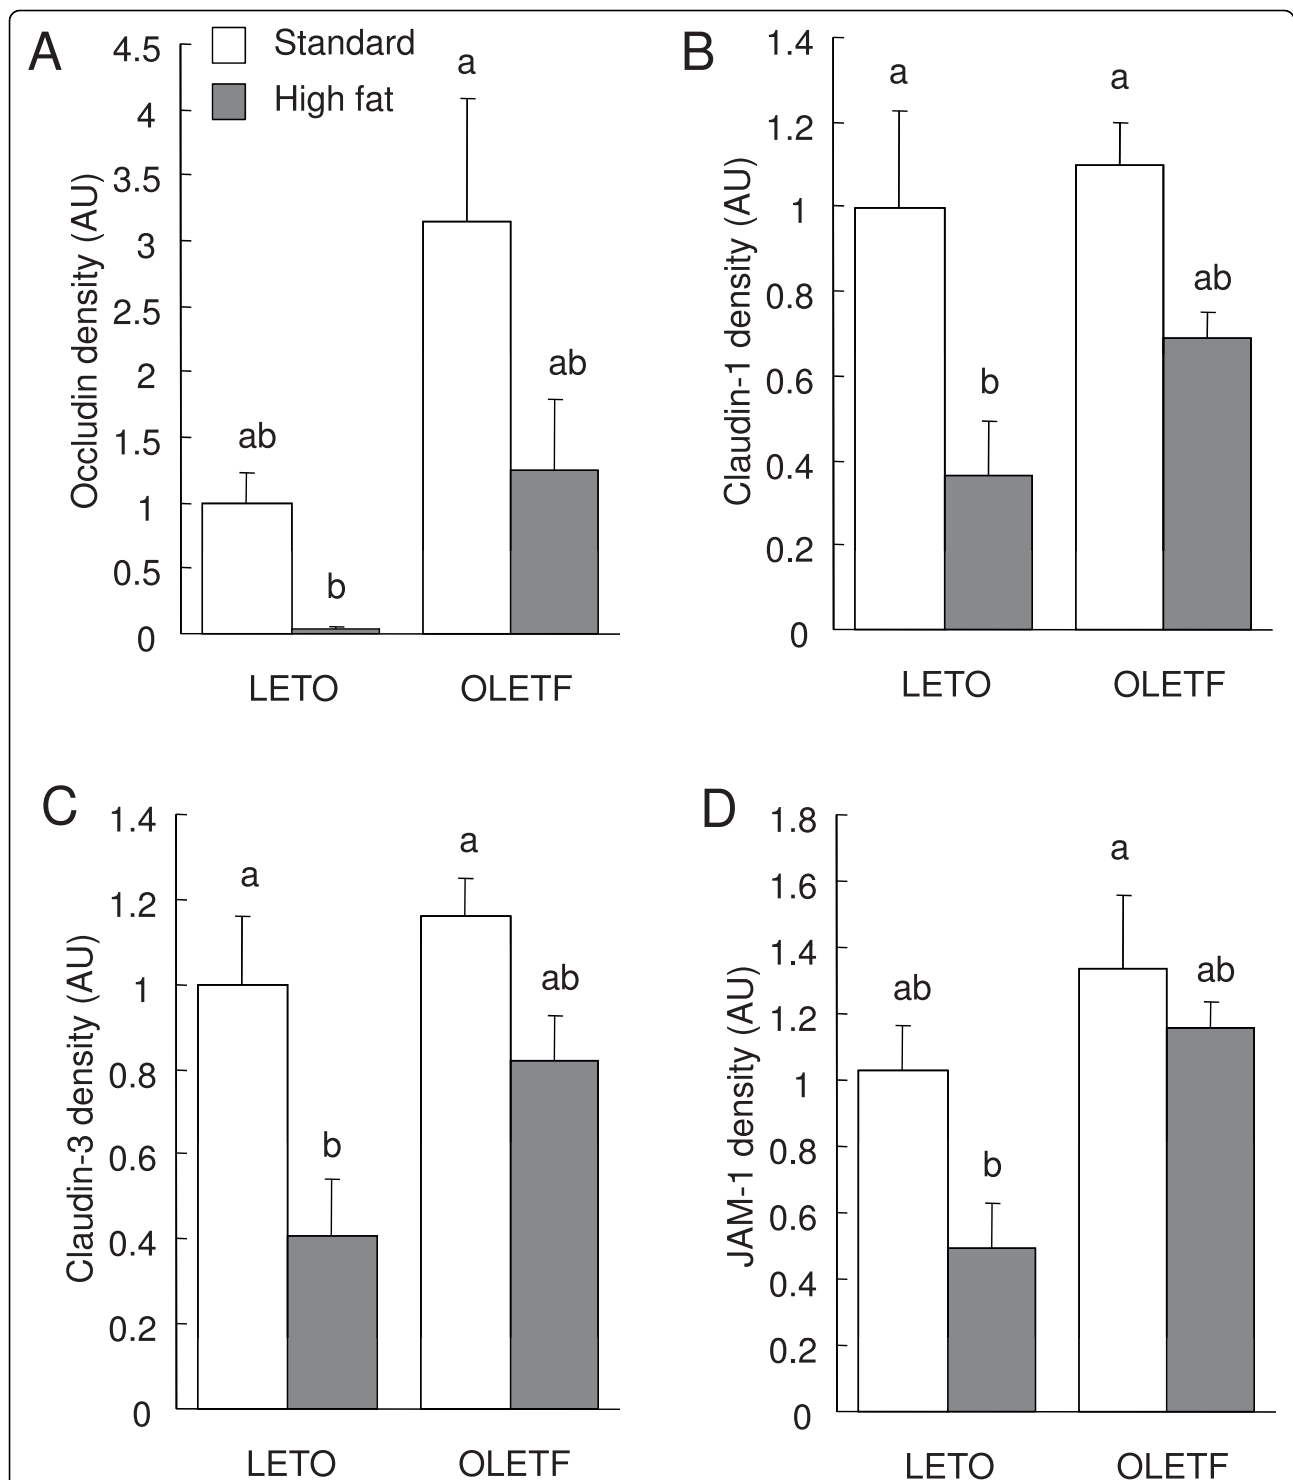 A
Standard
High fat
4.5
4
3.5
3
2.5
2
1.5
1
0.5
0
Occludin density (AU)
ab
b
a
ab
LETO
OLETF
B
1.4
1.2
1
0.8
0.6
0.4
0.2
0
Claudin-1 density (AU)
a
b
a
ab
LETO
OLETF
C
1.4
1.2
1
0.8
0.6
0.4
0.2
0
Claudin-3 density (AU)
a
b
a
ab
LETO
OLETF
D
1.8
1.6
1.4
1.2
1
0.8
0.6
0.4
0.2
0
JAM-1 density (AU)
ab
b
a
ab
LETO
OLETF